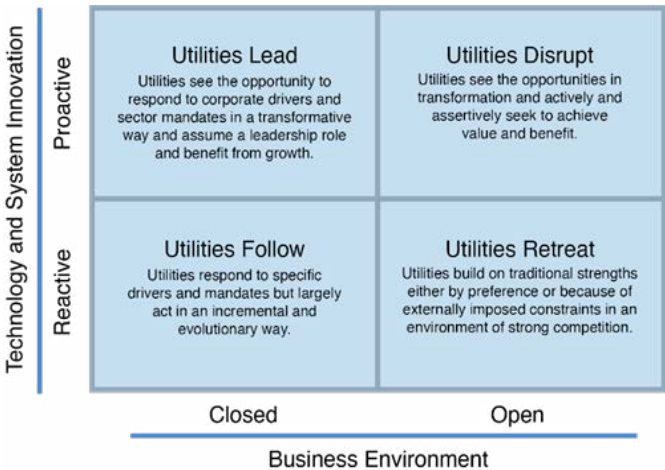 Technology and System Innovation
Proactive
Utilities Lead
Utilities see the opportunity to
respond to corporate drivers and
sector mandates in a transformative
way and assume a leadership role
and benefit from growth.
Utilities Disrupt
Utilities see the opportunities in
transformation and actively and
assertively seek to achieve
value and benefit.
Reactive
Utilities Follow
Utilities respond to specific
drivers and mandates but largely
act in an incremental and
evolutionary way.
Utilities Retreat
Utilities build on traditional strengths
either by preference or because of
externally imposed constraints in an
environment of strong competition.
Closed
Open
Business Environment